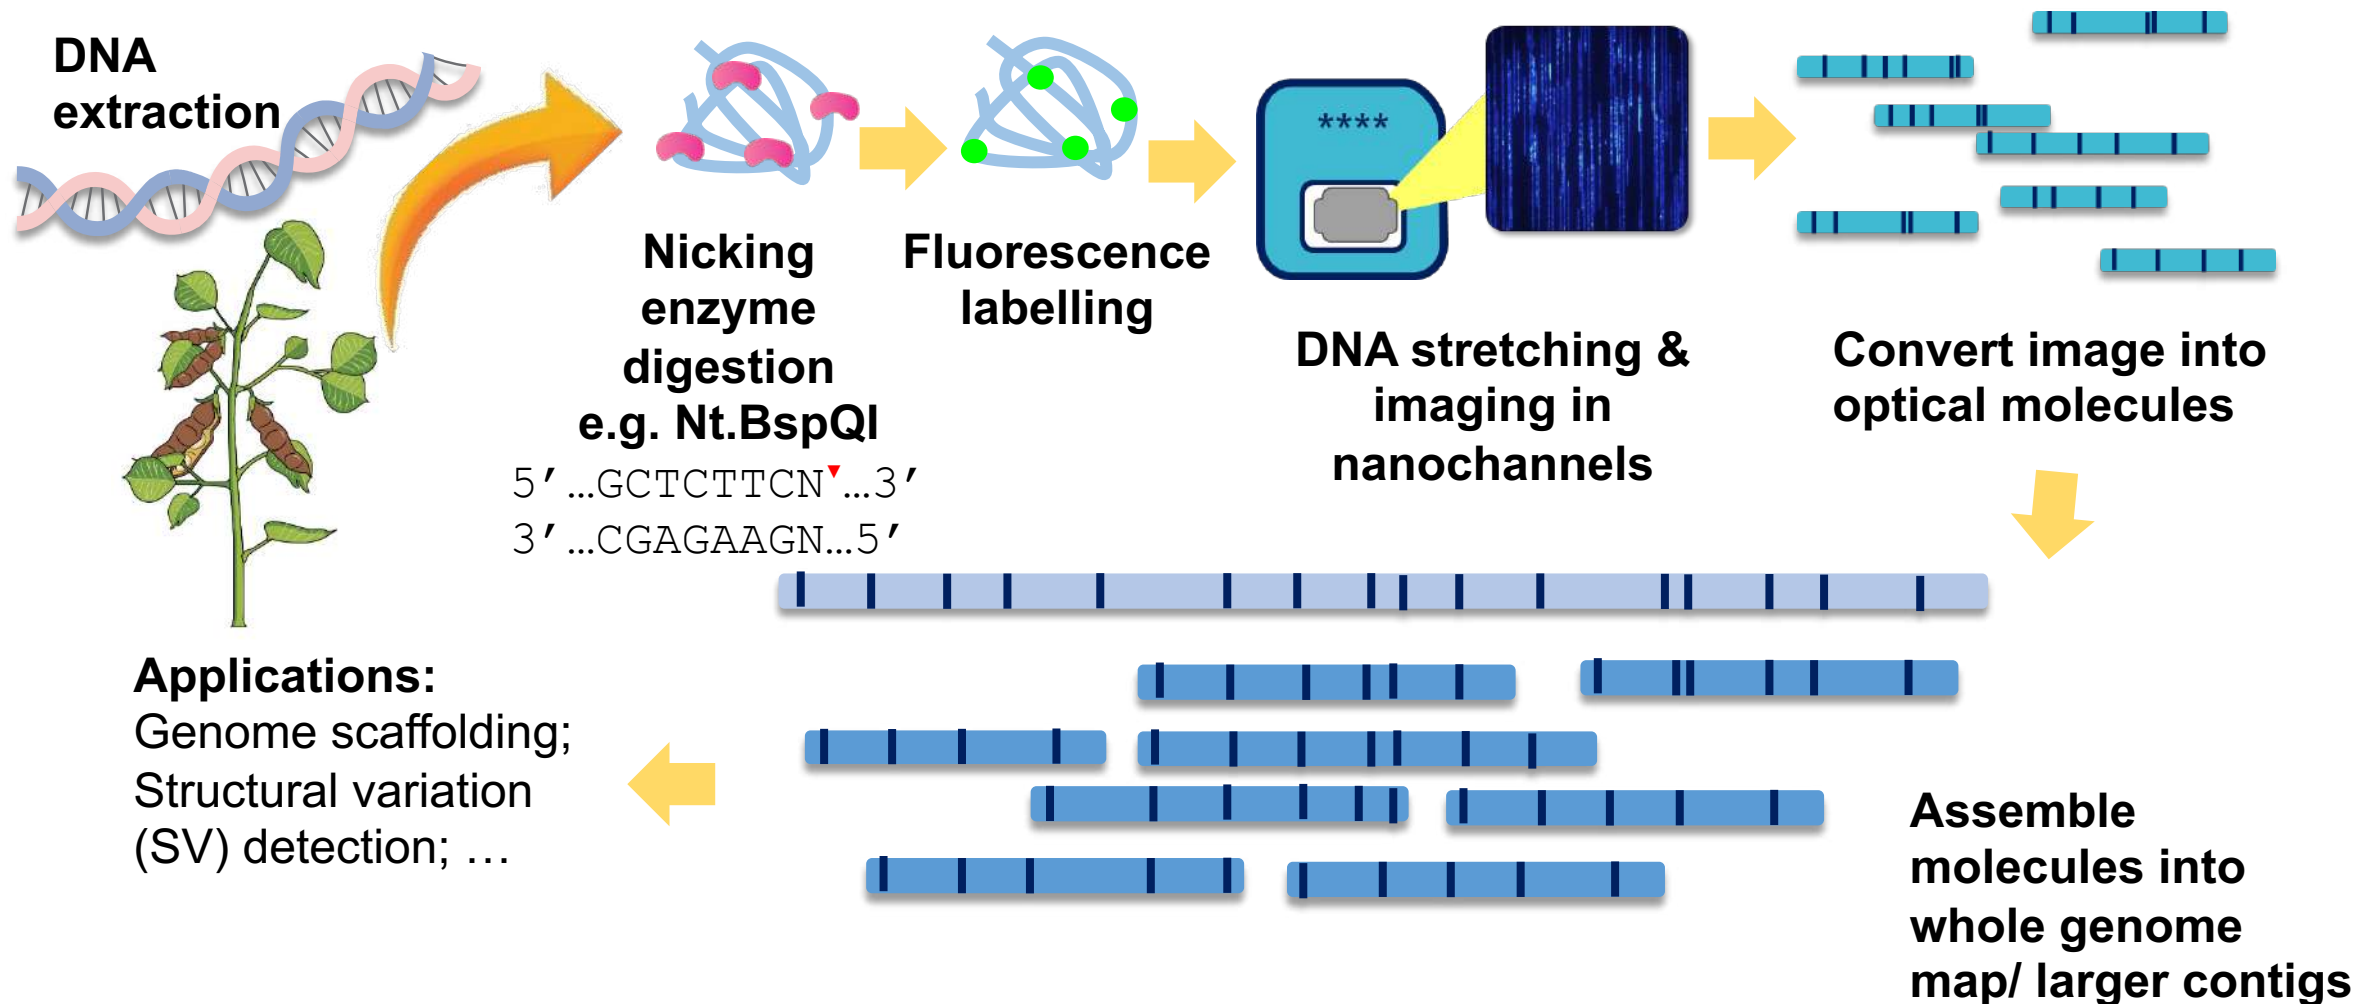 DNA
extraction
Nicking
enzyme
digestion
e.g. Nt.BspQI
5’…GCTCTTCN▼…3’
3’…CGAGAAGN…5’
Fluorescence
labelling
****
DNA stretching &
imaging in
nanochannels
Convert image into
optical molecules
Assemble
molecules into
whole genome
map/ larger contigs
Applications:
Genome scaffolding;
Structural variation
(SV) detection; …